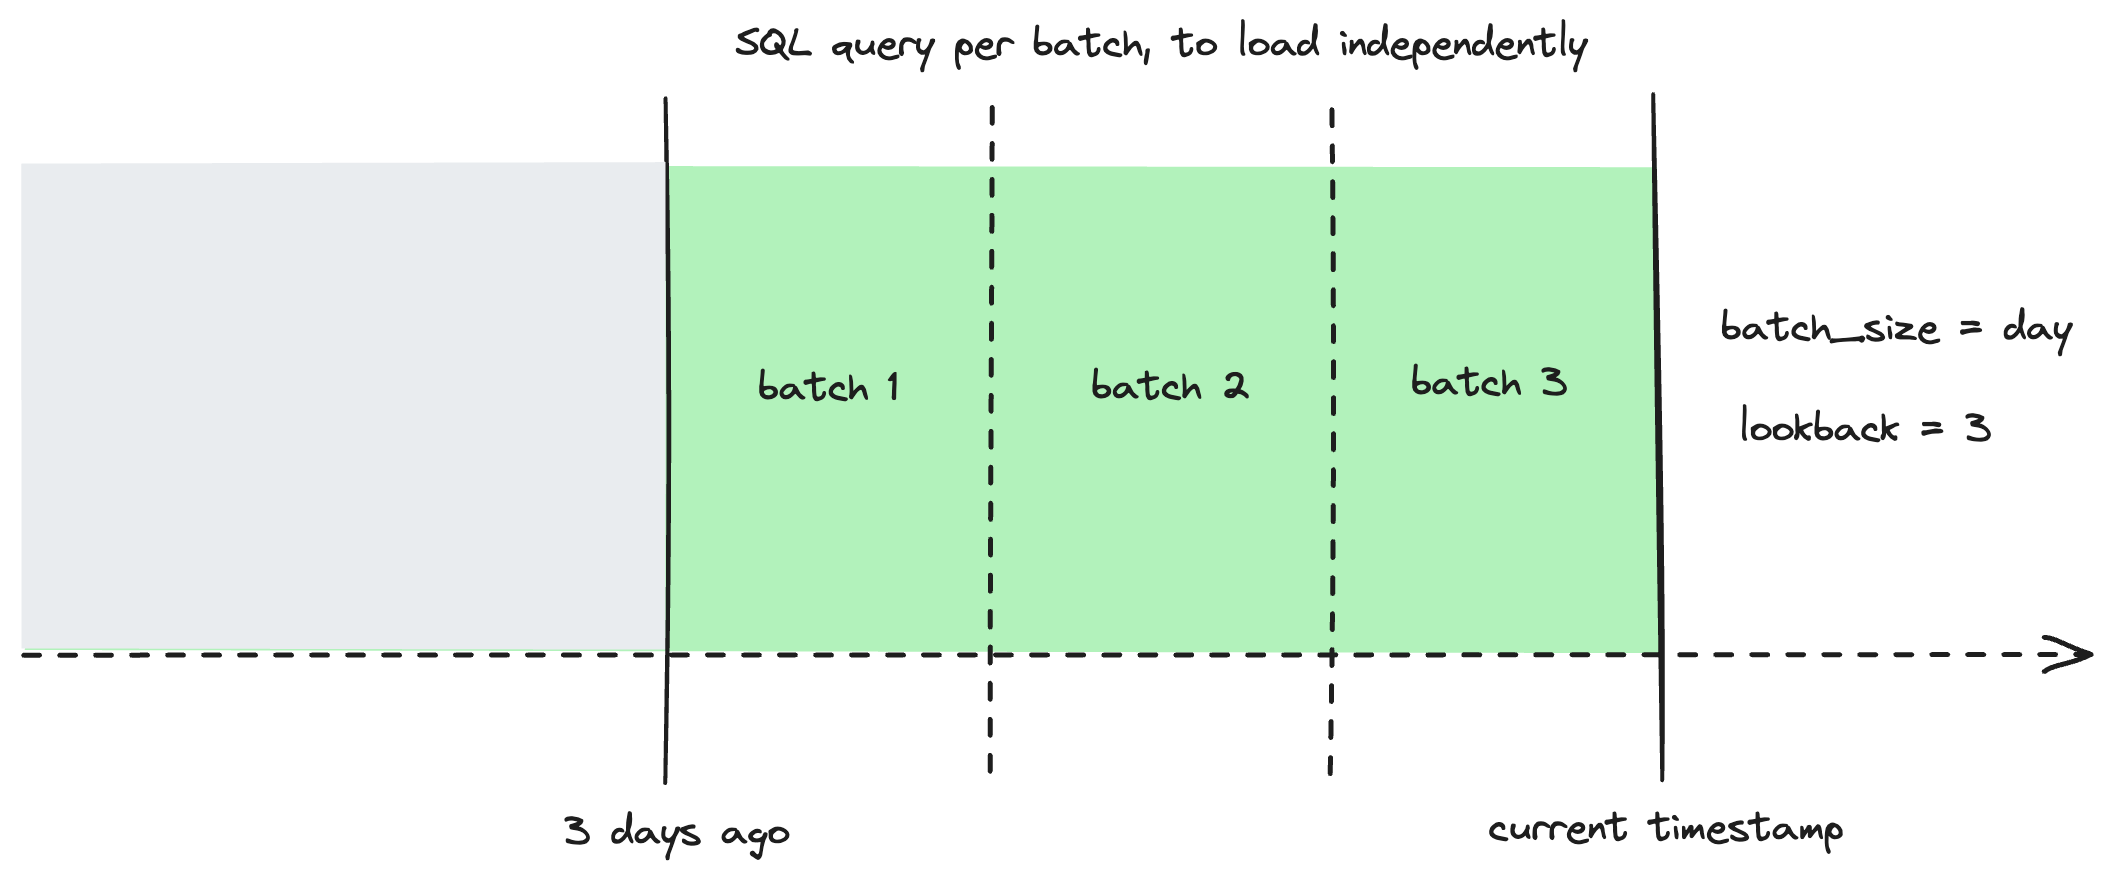 SQL query per batch, to load independently
batch 1
batch 2
batch 3
batch_size = day
lookback = 3
3 days ago
current timestamp